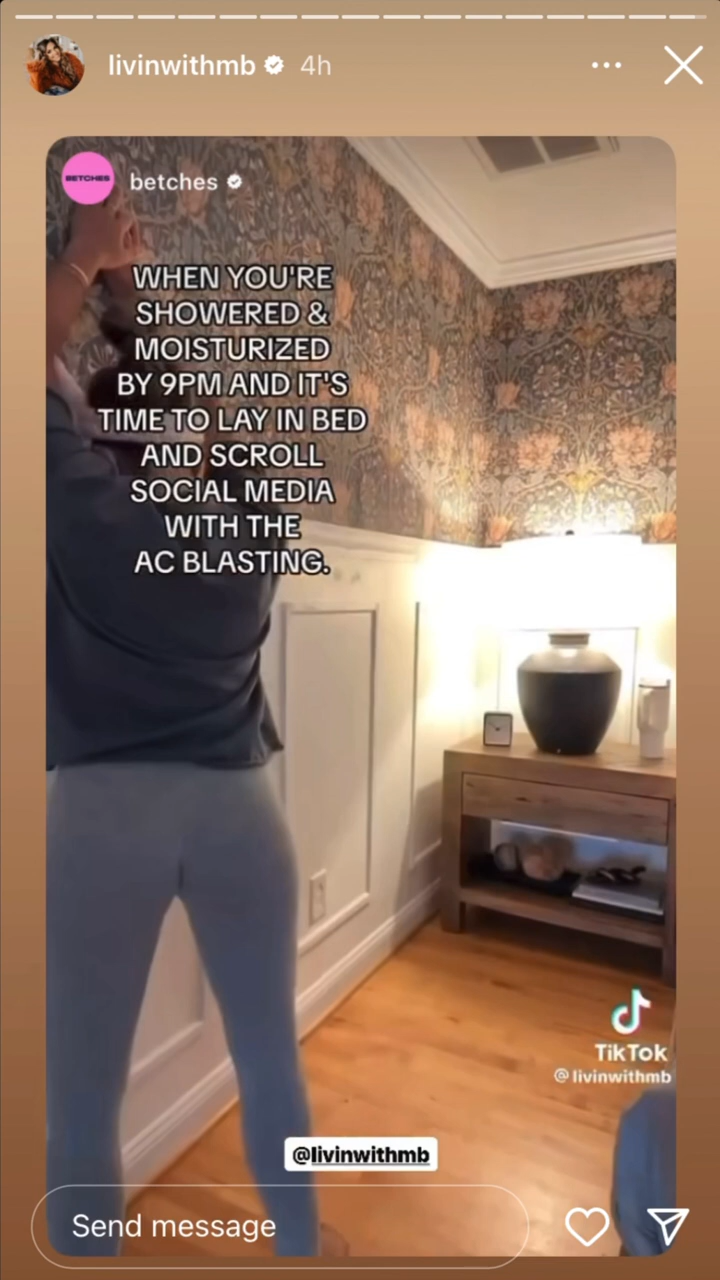 livinwithmb 4h
BETCHES
betches
WHEN YOU'RE
SHOWERED &
MOISTURIZED
BY 9PM AND IT'S
TIME TO LAY IN BED
AND SCROLL
SOCIAL MEDIA
WITH THE
AC BLASTING.
TikTok
@livinwithmb
@livinwithmb
Send message